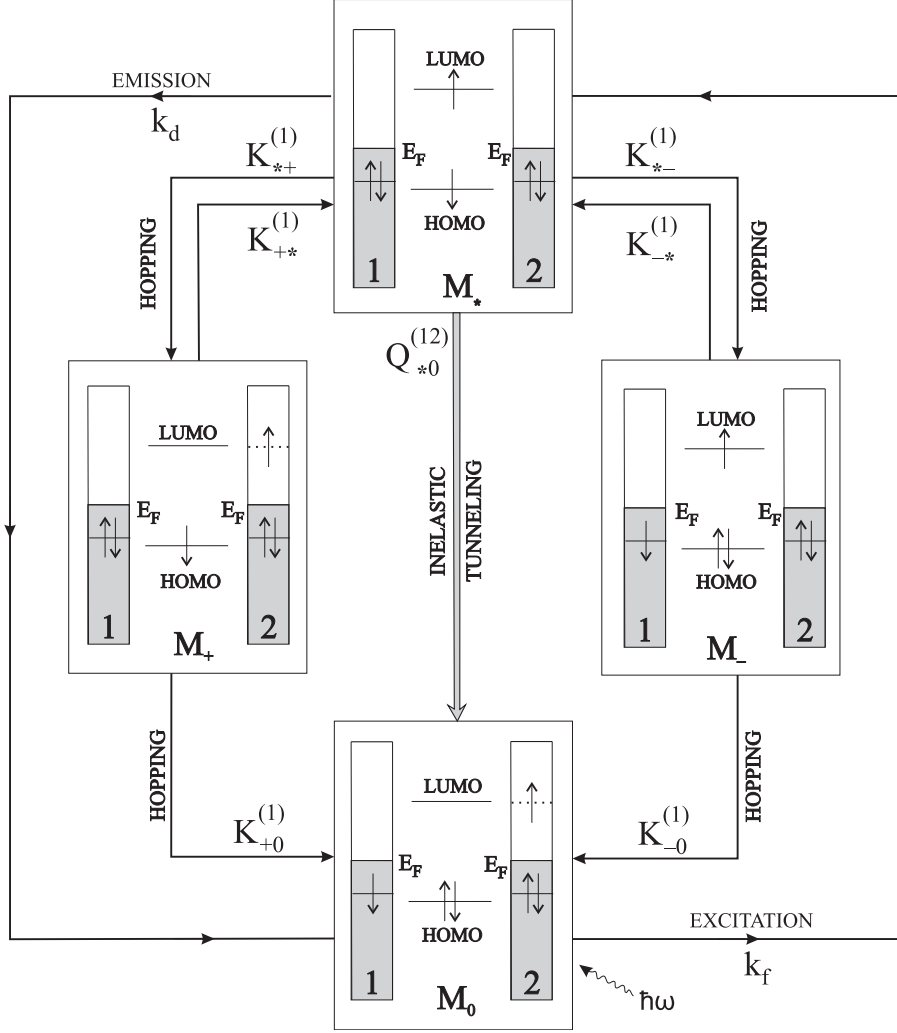 LUMO
EMISSION
k_d
K_{*+}^{(1)}
E_F
E_F
K_{*-}^{(1)}
HOMO
K_{+*}^{(1)}
K_{-*}^{(1)}
HOPPING
HOPPING
1
2
M_*
Q_{*0}^{(12)}
LUMO
LUMO
E_F
E_F
E_F
E_F
INELASTIC
TUNNELING
HOMO
HOMO
1
2
1
2
M_+
M_-
HOPPING
HOPPING
LUMO
K_{+0}^{(1)}
K_{-0}^{(1)}
E_F
E_F
HOMO
EXCITATION
k_f
1
2
M_0
ħω